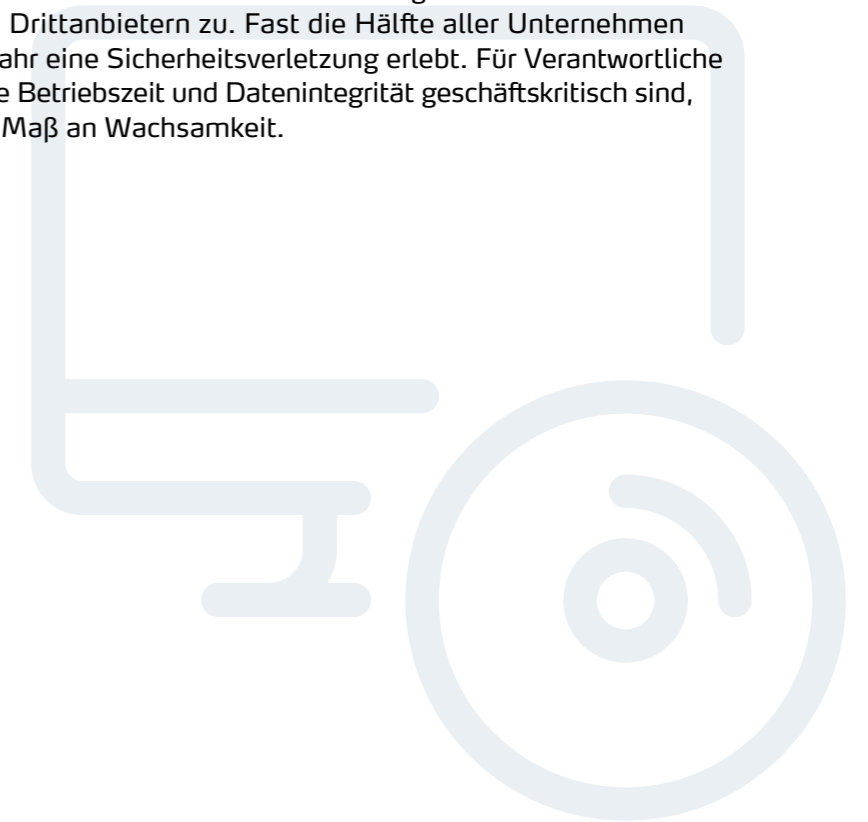 Drittanbietern zu. Fast die Hälfte aller Unternehmen
ahr eine Sicherheitsverletzung erlebt. Für Verantwortliche
e Betriebszeit und Datenintegrität geschäftskritisch sind,
Maß an Wachsamkeit.